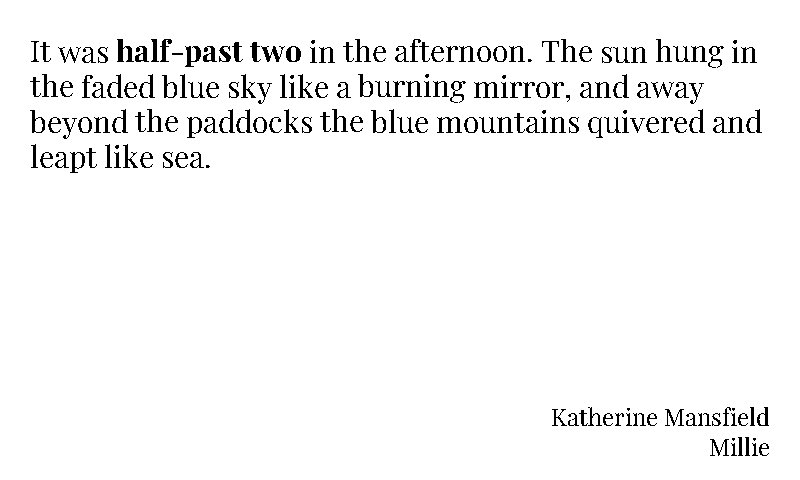 It was half-past two in the afternoon. The sun hung in
the faded blue sky like a burning mirror, and away
beyond the paddocks the blue mountains quivered and
leapt like sea.
Katherine Mansfield
Millie